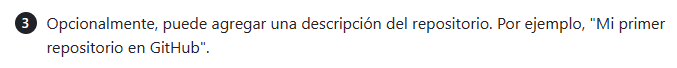 3 Opcionalmente, puede agregar una descripción del repositorio. Por ejemplo, "Mi primer
repositorio en GitHub".